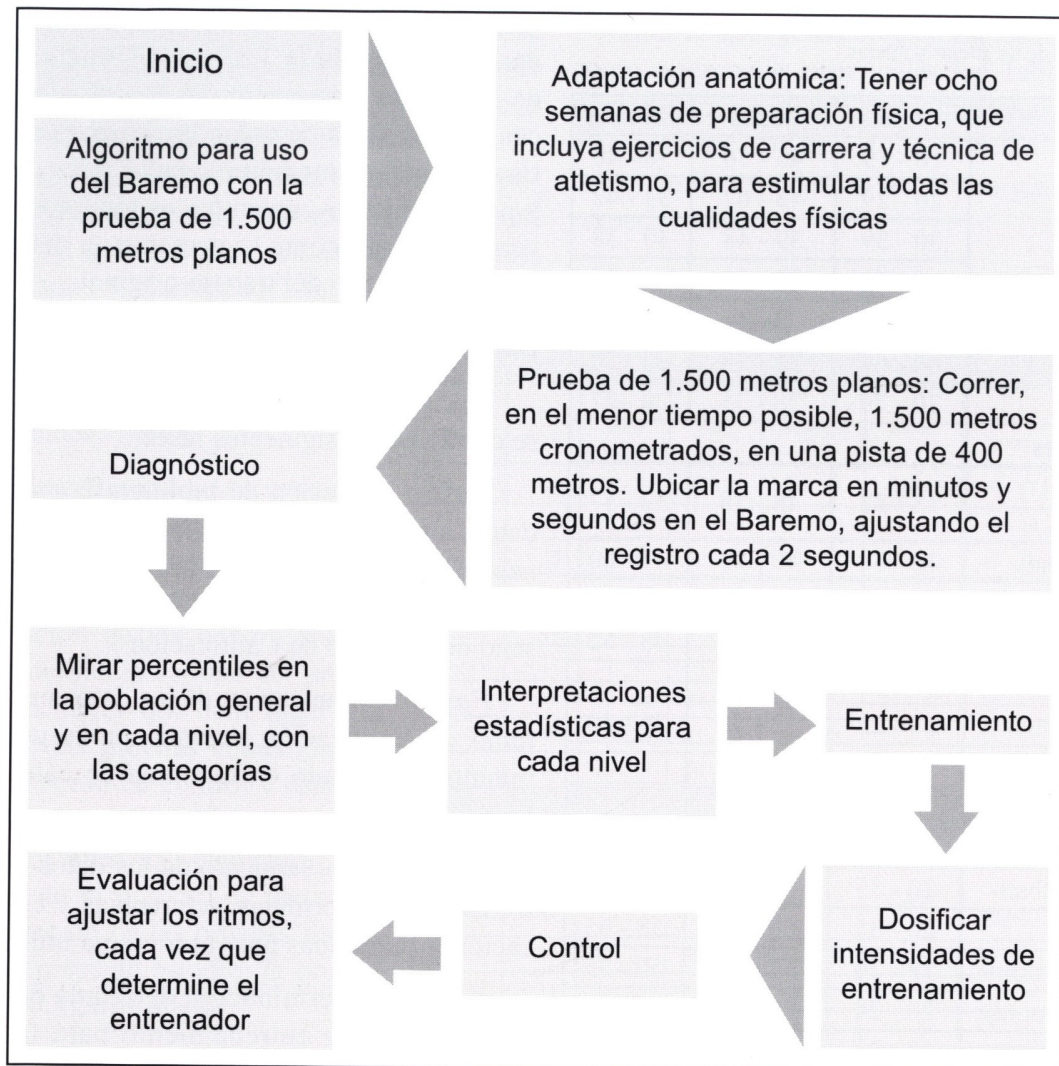 Inicio
Algoritmo para uso
del Baremo con la
prueba de 1.500
metros planos
Adaptación anatómica: Tener ocho
semanas de preparación física, que
incluya ejercicios de carrera y técnica de
atletismo, para estimular todas las
cualidades físicas
Prueba de 1.500 metros planos: Correr,
en el menor tiempo posible, 1.500 metros
cronometrados, en una pista de 400
metros. Ubicar la marca en minutos y
segundos en el Baremo, ajustando el
registro cada 2 segundos.
Diagnóstico
Mirar percentiles en
la población general
y en cada nivel, con
las categorías
Interpretaciones
estadísticas para
cada nivel
Entrenamiento
Dosificar
intensidades de
entrenamiento
Control
Evaluación para
ajustar los ritmos,
cada vez que
determine el
entrenador